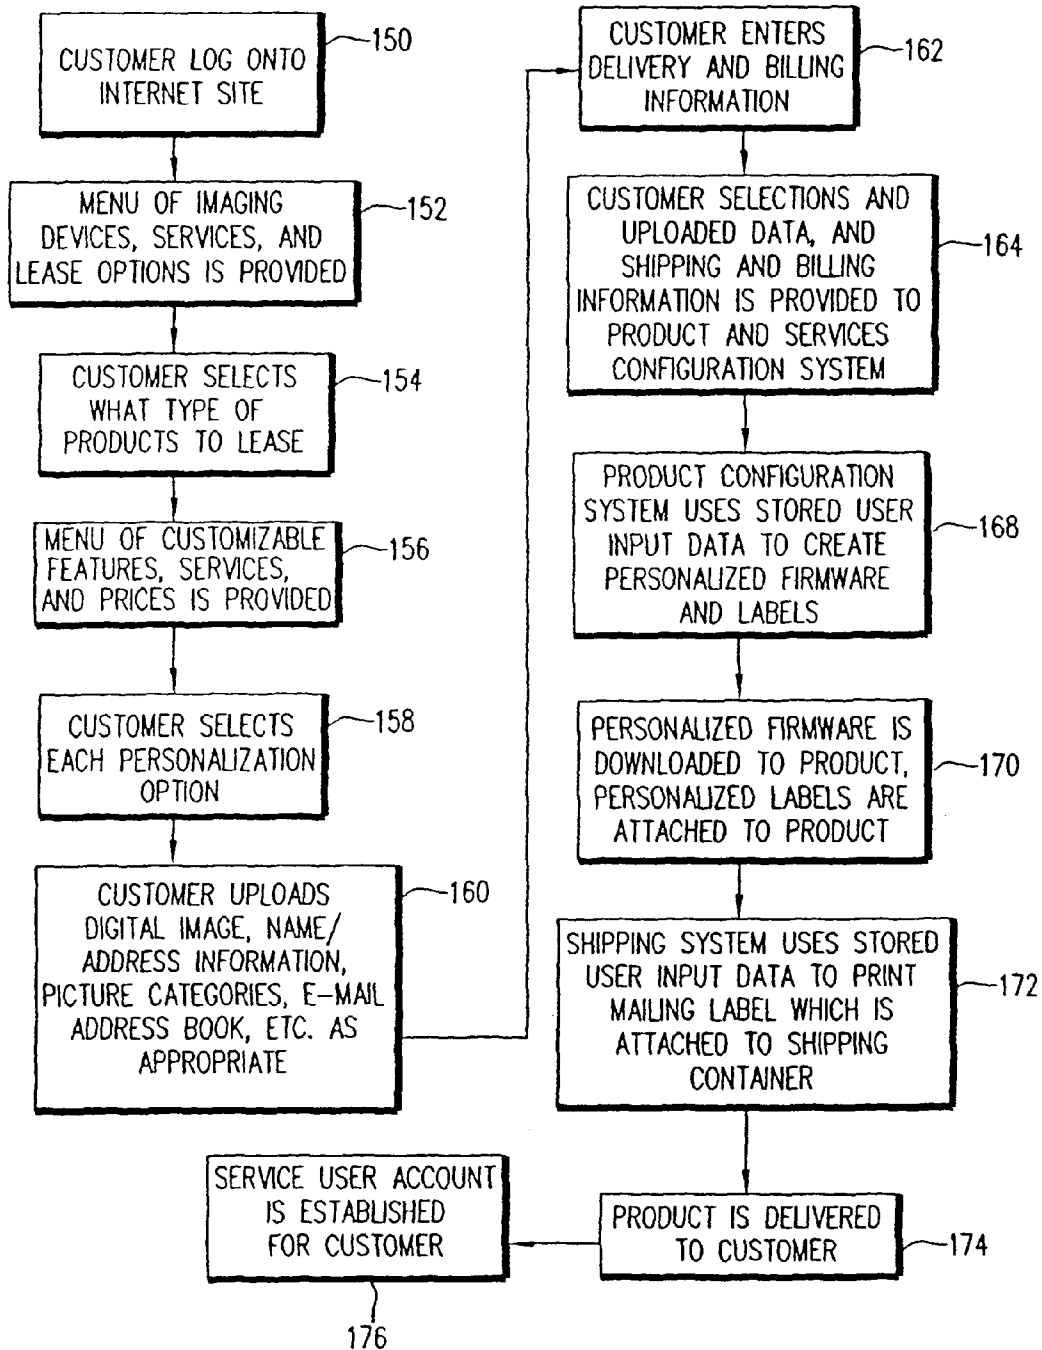 CUSTOMER LOG ONTO
INTERNET SITE
150
MENU OF IMAGING
DEVICES, SERVICES, AND
LEASE OPTIONS IS PROVIDED
152
CUSTOMER SELECTS
WHAT TYPE OF
PRODUCTS TO LEASE
154
MENU OF CUSTOMIZABLE
FEATURES, SERVICES,
AND PRICES IS PROVIDED
156
CUSTOMER SELECTS
EACH PERSONALIZATION
OPTION
158
CUSTOMER UPLOADS
DIGITAL IMAGE, NAME/
ADDRESS INFORMATION,
PICTURE CATEGORIES, E-MAIL
ADDRESS BOOK, ETC. AS
APPROPRIATE
160
CUSTOMER ENTERS
DELIVERY AND BILLING
INFORMATION
162
CUSTOMER SELECTIONS AND
UPLOADED DATA, AND
SHIPPING AND BILLING
INFORMATION IS PROVIDED TO
PRODUCT AND SERVICES
CONFIGURATION SYSTEM
164
PRODUCT CONFIGURATION
SYSTEM USES STORED USER
INPUT DATA TO CREATE
PERSONALIZED FIRMWARE
AND LABELS
168
PERSONALIZED FIRMWARE IS
DOWNLOADED TO PRODUCT,
PERSONALIZED LABELS ARE
ATTACHED TO PRODUCT
170
SHIPPING SYSTEM USES STORED
USER INPUT DATA TO PRINT
MAILING LABEL WHICH IS
ATTACHED TO SHIPPING
CONTAINER
172
PRODUCT IS DELIVERED
TO CUSTOMER
174
SERVICE USER ACCOUNT
IS ESTABLISHED
FOR CUSTOMER
176